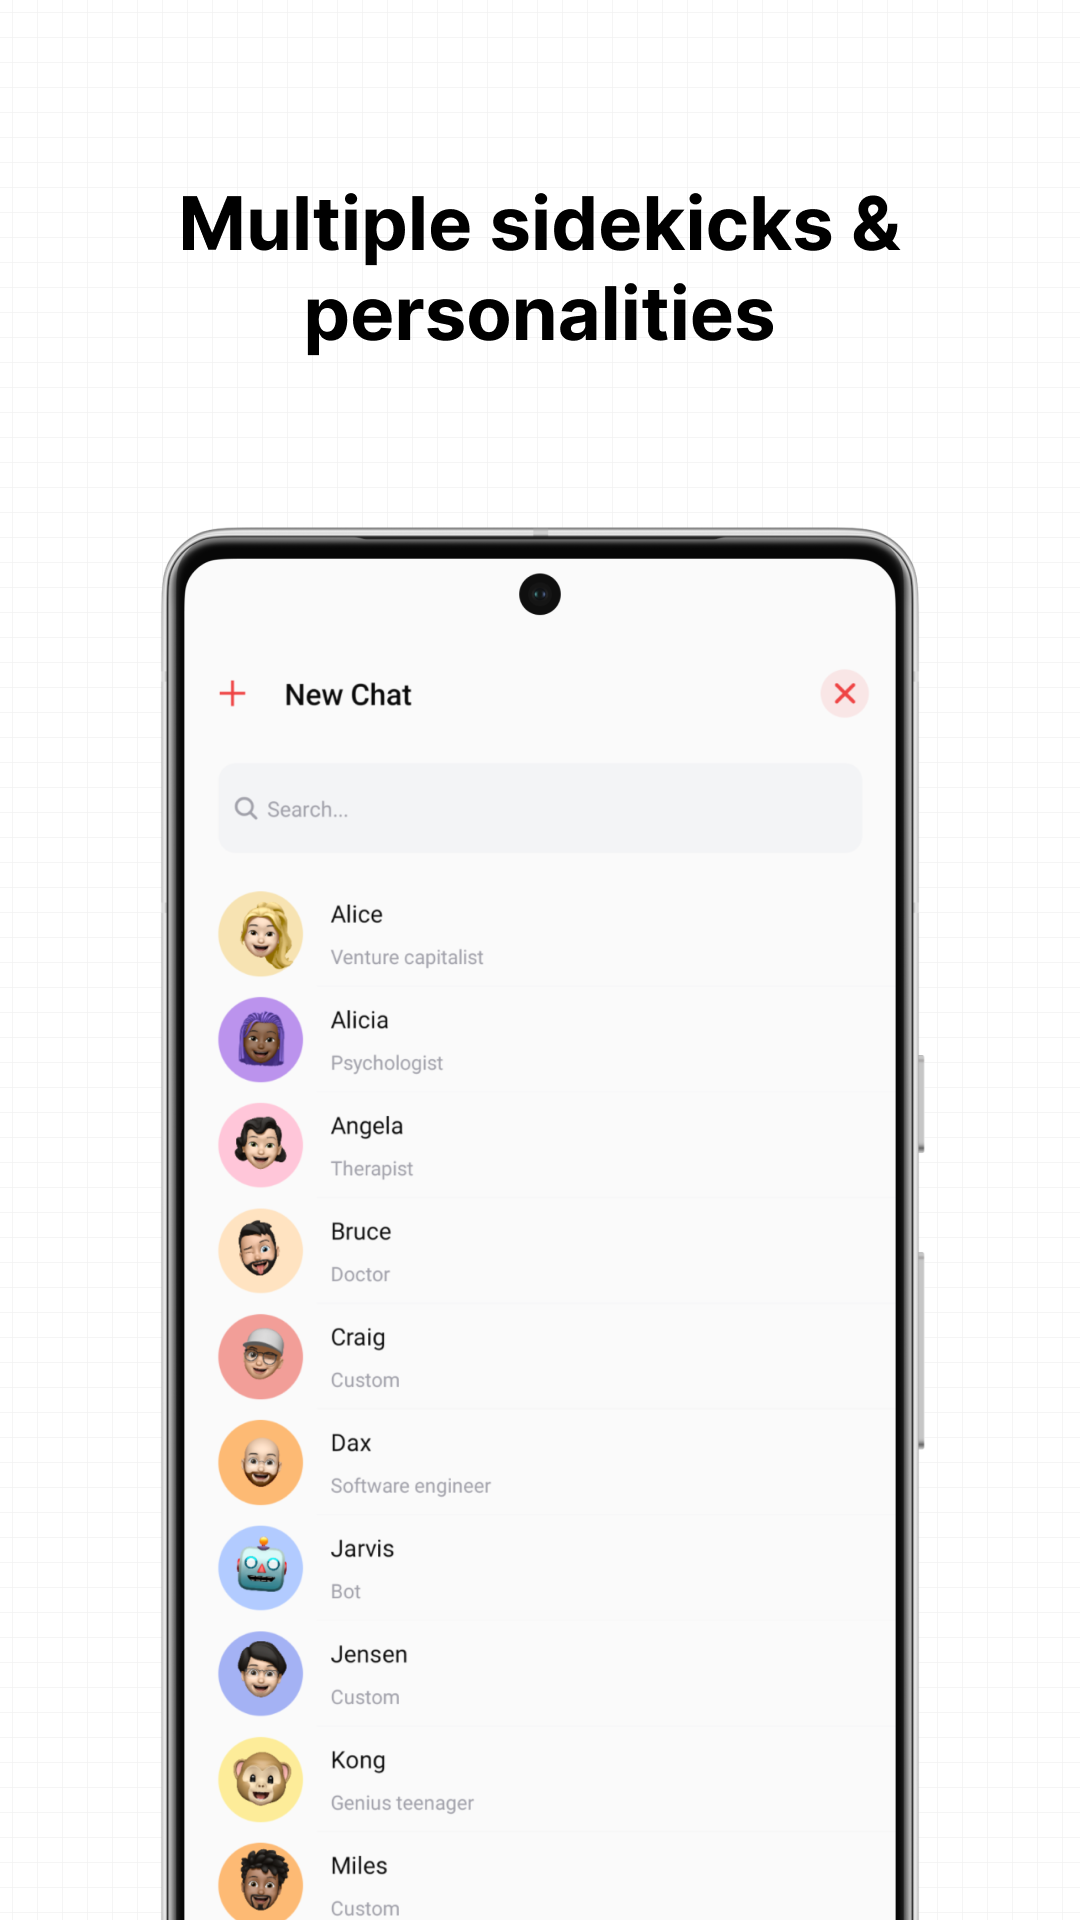 Multiple sidekicks &
personalities
New Chat
Search...
Alice
Venture capitalist
Alicia
Psychologist
Angela
Therapist
Bruce
Doctor
Craig
Custom
Dax
Software engineer
Jarvis
Bot
Jensen
Custom
Kong
Genius teenager
Miles
Custom